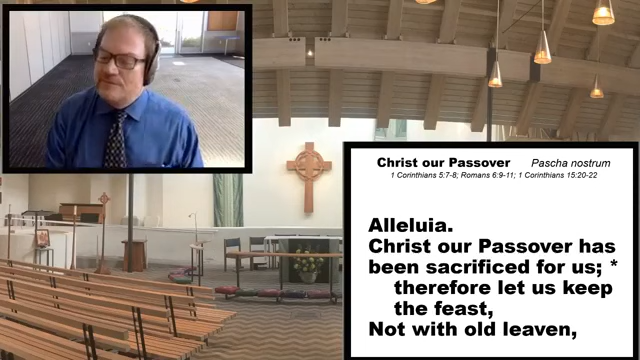 Christ our Passover Pascha nostrum
1 Corinthians 5:7-8; Romans 6:9-11; 1 Corinthians 15:20-22
Alleluia.
Christ our Passover has
been sacrificed for us; *
therefore let us keep
the feast,
Not with old leaven,